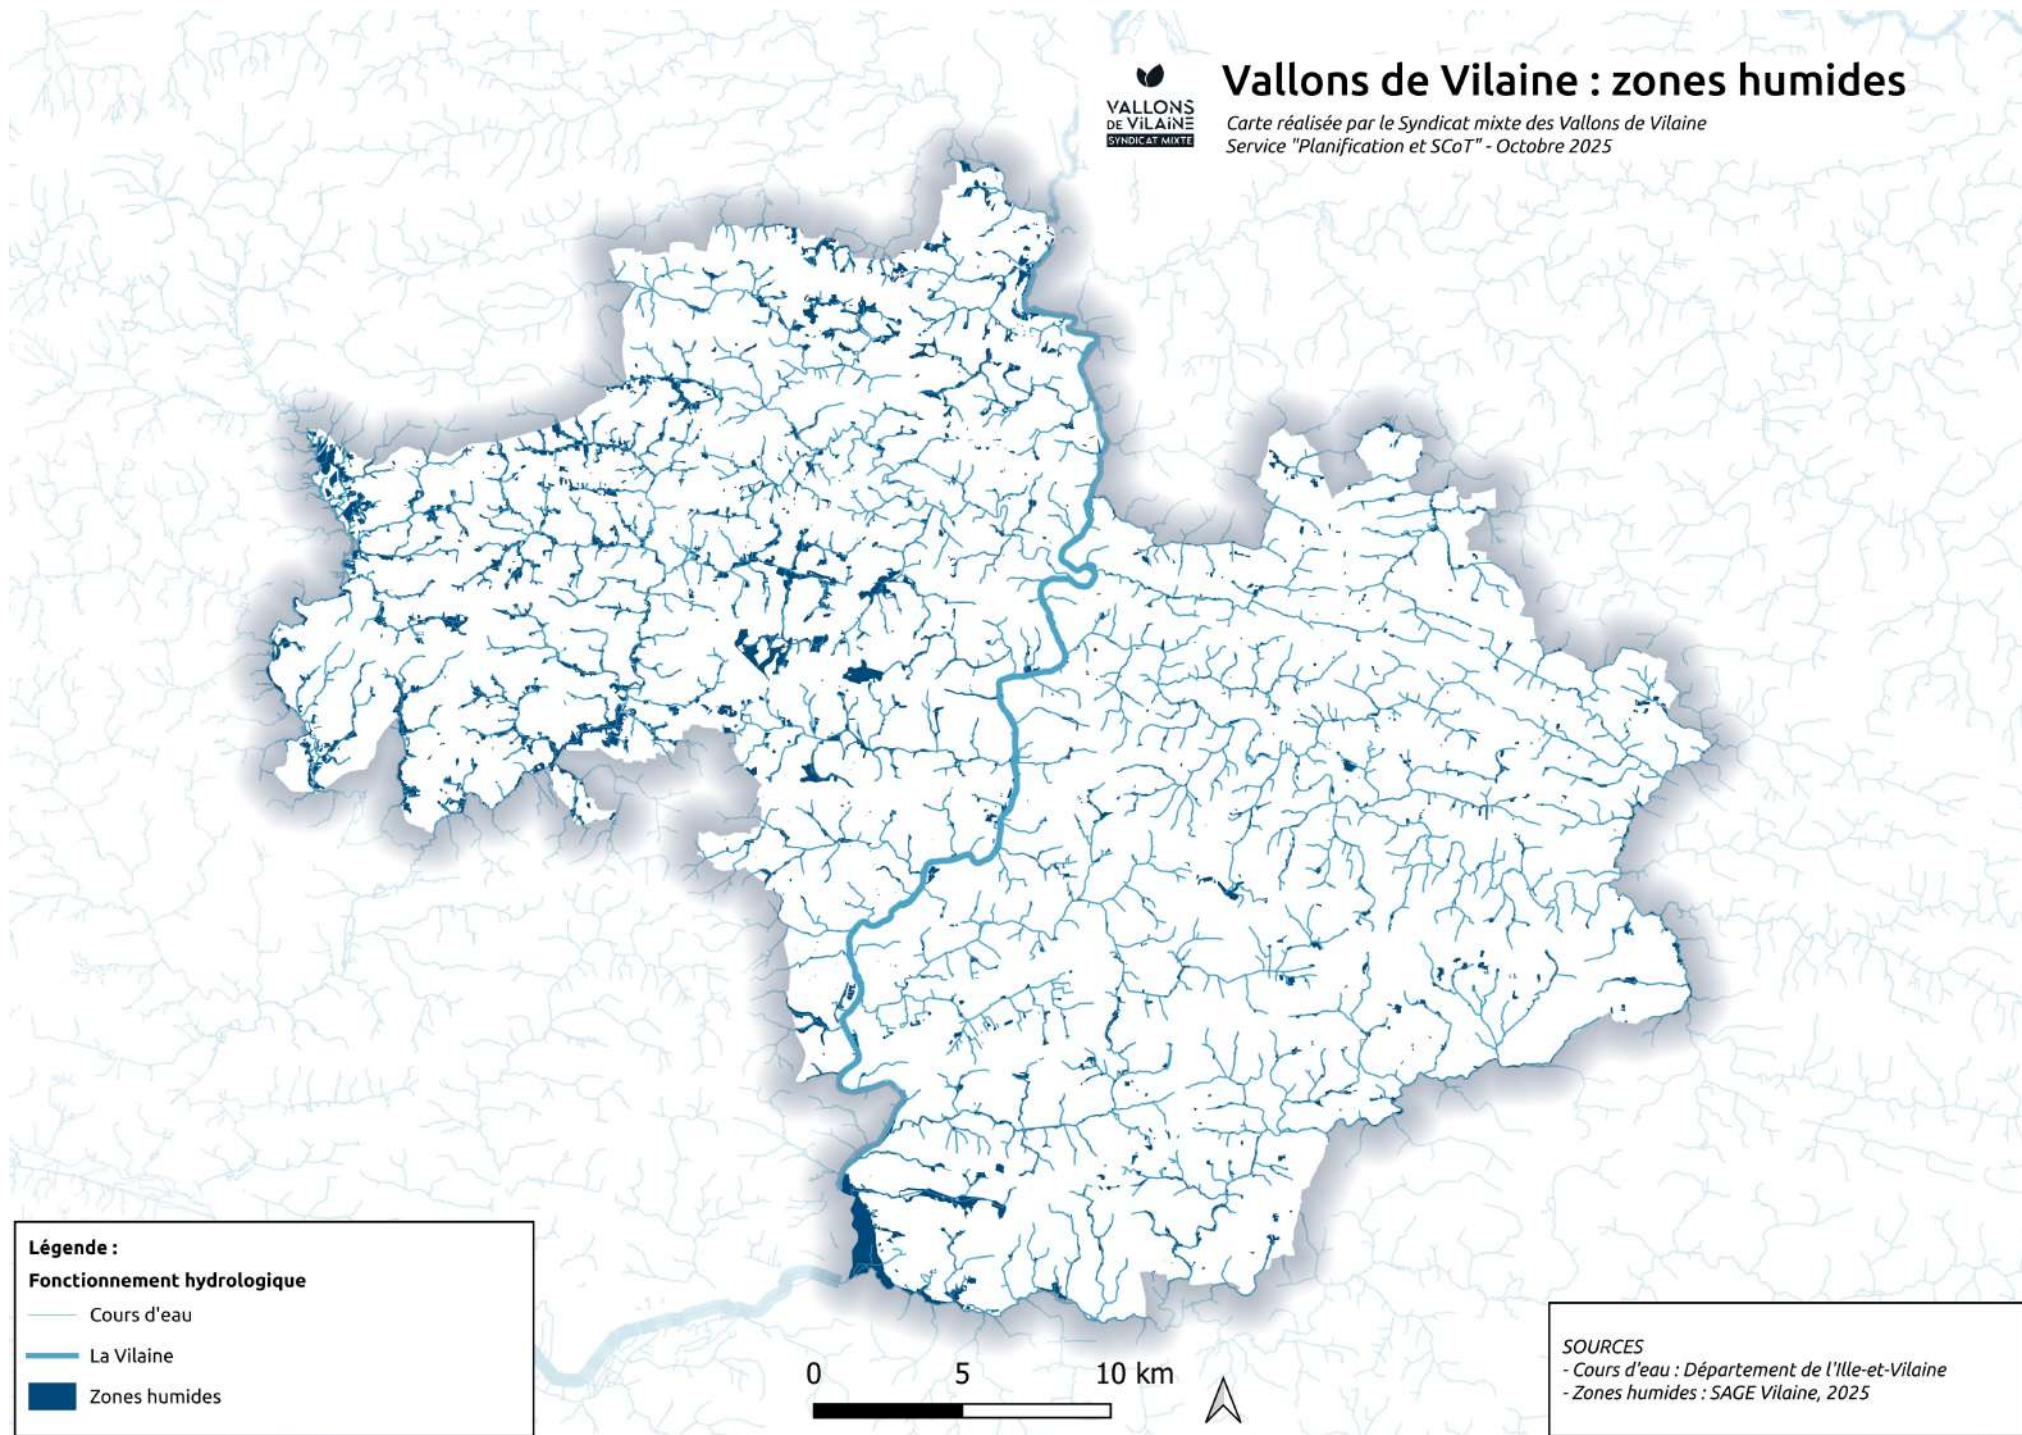 VALLONS
DE VILAINE
SYNDICAT MIXTE
Vallons de Vilaine : zones humides
Carte réalisée par le Syndicat mixte des Vallons de Vilaine
Service "Planification et SCoT" - Octobre 2025
Légende :
Fonctionnement hydrologique
Cours d'eau
La Vilaine
Zones humides
0 5 10 km
SOURCES
- Cours d'eau : Département de l'Ille-et-Vilaine
- Zones humides : SAGE Vilaine, 2025